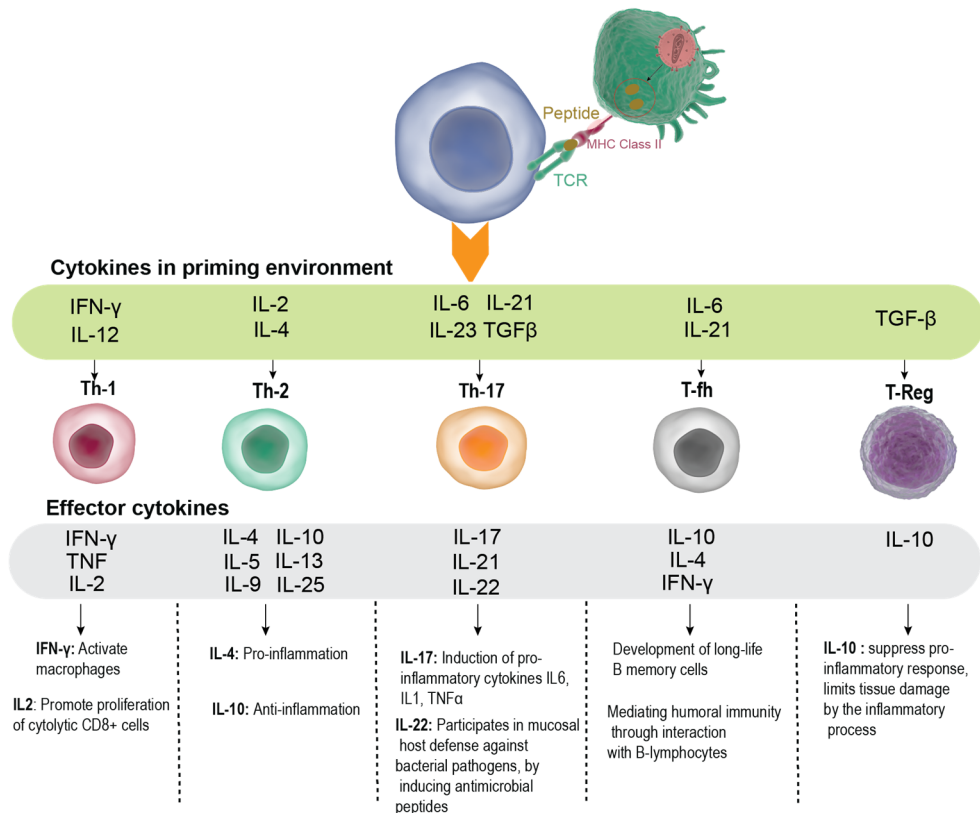 Peptide
MHC Class II
TCR
Cytokines in priming environment
IFN-γ
IL-12
IL-2
IL-4
IL-6 IL-21
IL-23 TGFβ
IL-6
IL-21
TGF-β
Th-1
Th-2
Th-17
T-fh
T-Reg
Effector cytokines
IFN-γ
TNF
IL-2
IL-4 IL-10
IL-5 IL-13
IL-9 IL-25
IL-17
IL-21
IL-22
IL-10
IL-4
IFN-γ
IL-10
IFN-γ: Activate
macrophages
IL2: Promote proliferation
of cytolytic CD8+ cells
IL-4: Pro-inflammation
IL-10: Anti-inflammation
IL-17: Induction of pro-
inflammatory cytokines IL6,
IL1, TNFα
IL-22: Participates in mucosal
host defense against
bacterial pathogens, by
inducing antimicrobial
peptides
Development of long-life
B memory cells
Mediating humoral immunity
through interaction
with B-lymphocytes
IL-10 : suppress pro-
inflammatory response,
limits tissue damage
by the inflammatory
process